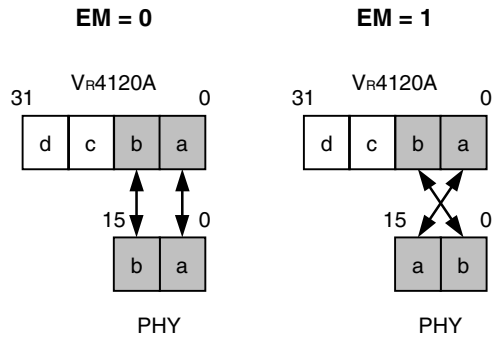 EM = 0 EM = 1
VR4120A VR4120A
31 0 31 0
d c b a d c b a
15 0 15 0
b a a b
PHY PHY